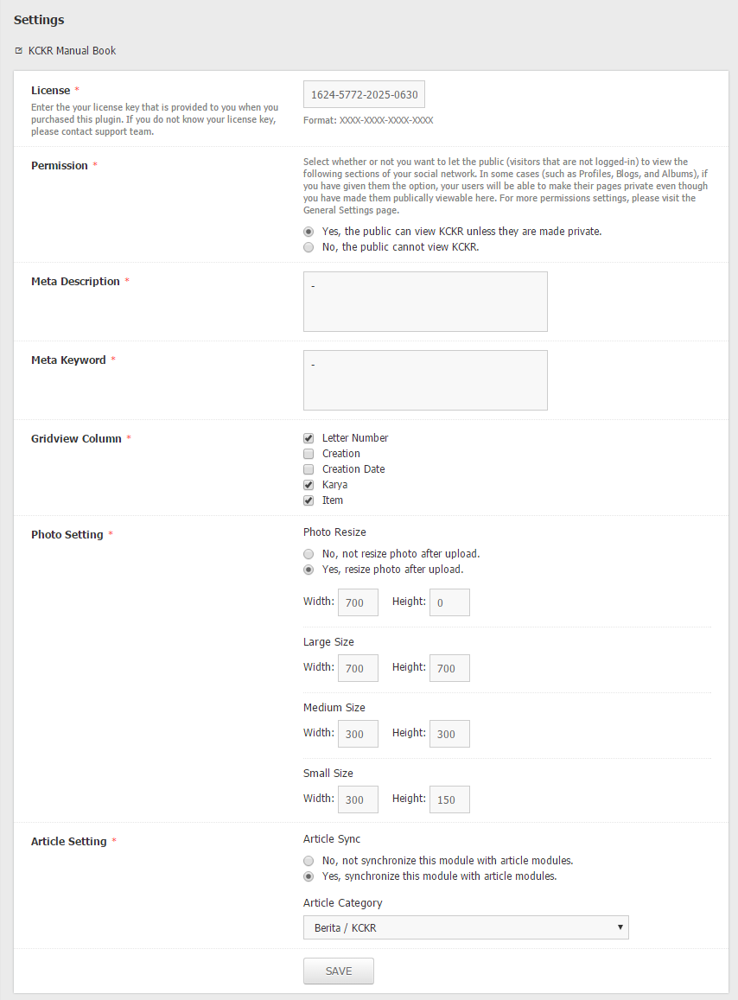 Settings
KCKR Manual Book
License *
Enter the your license key that is provided to you when you
purchased this plugin. If you do not know your license key,
please contact support team.
1624-5772-2025-0630
Format: XXXX-XXXX-XXXX-XXXX
Permission *
Select whether or not you want to let the public (visitors that are not logged-in) to view the
following sections of your social network. In some cases (such as Profiles, Blogs, and Albums), if
you have given them the option, your users will be able to make their pages private even though
you have made them publically viewable here. For more permissions settings, please visit the
General Settings page.
Yes, the public can view KCKR unless they are made private.
No, the public cannot view KCKR.
Meta Description *
-
Meta Keyword *
-
Gridview Column *
Letter Number
Creation
Creation Date
Karya
Item
Photo Setting *
Photo Resize
No, not resize photo after upload.
Yes, resize photo after upload.
Width: 700 Height: 0
Large Size
Width: 700 Height: 700
Medium Size
Width: 300 Height: 300
Small Size
Width: 300 Height: 150
Article Setting *
Article Sync
No, not synchronize this module with article modules.
Yes, synchronize this module with article modules.
Article Category
Berita / KCKR
SAVE